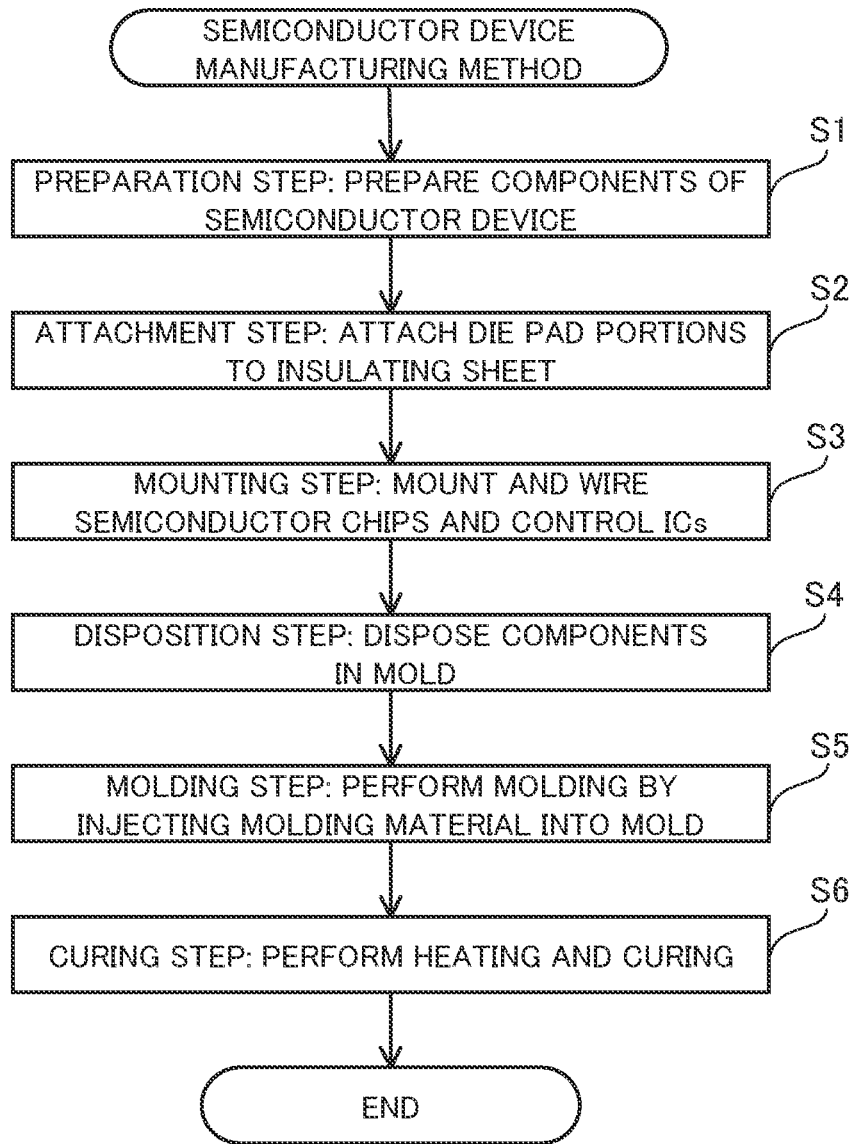 SEMICONDUCTOR DEVICE
MANUFACTURING METHOD
S1
PREPARATION STEP: PREPARE COMPONENTS OF
SEMICONDUCTOR DEVICE
S2
ATTACHMENT STEP: ATTACH DIE PAD PORTIONS
TO INSULATING SHEET
S3
MOUNTING STEP: MOUNT AND WIRE
SEMICONDUCTOR CHIPS AND CONTROL ICs
S4
DISPOSITION STEP: DISPOSE COMPONENTS
IN MOLD
S5
MOLDING STEP: PERFORM MOLDING BY
INJECTING MOLDING MATERIAL INTO MOLD
S6
CURING STEP: PERFORM HEATING AND CURING
END